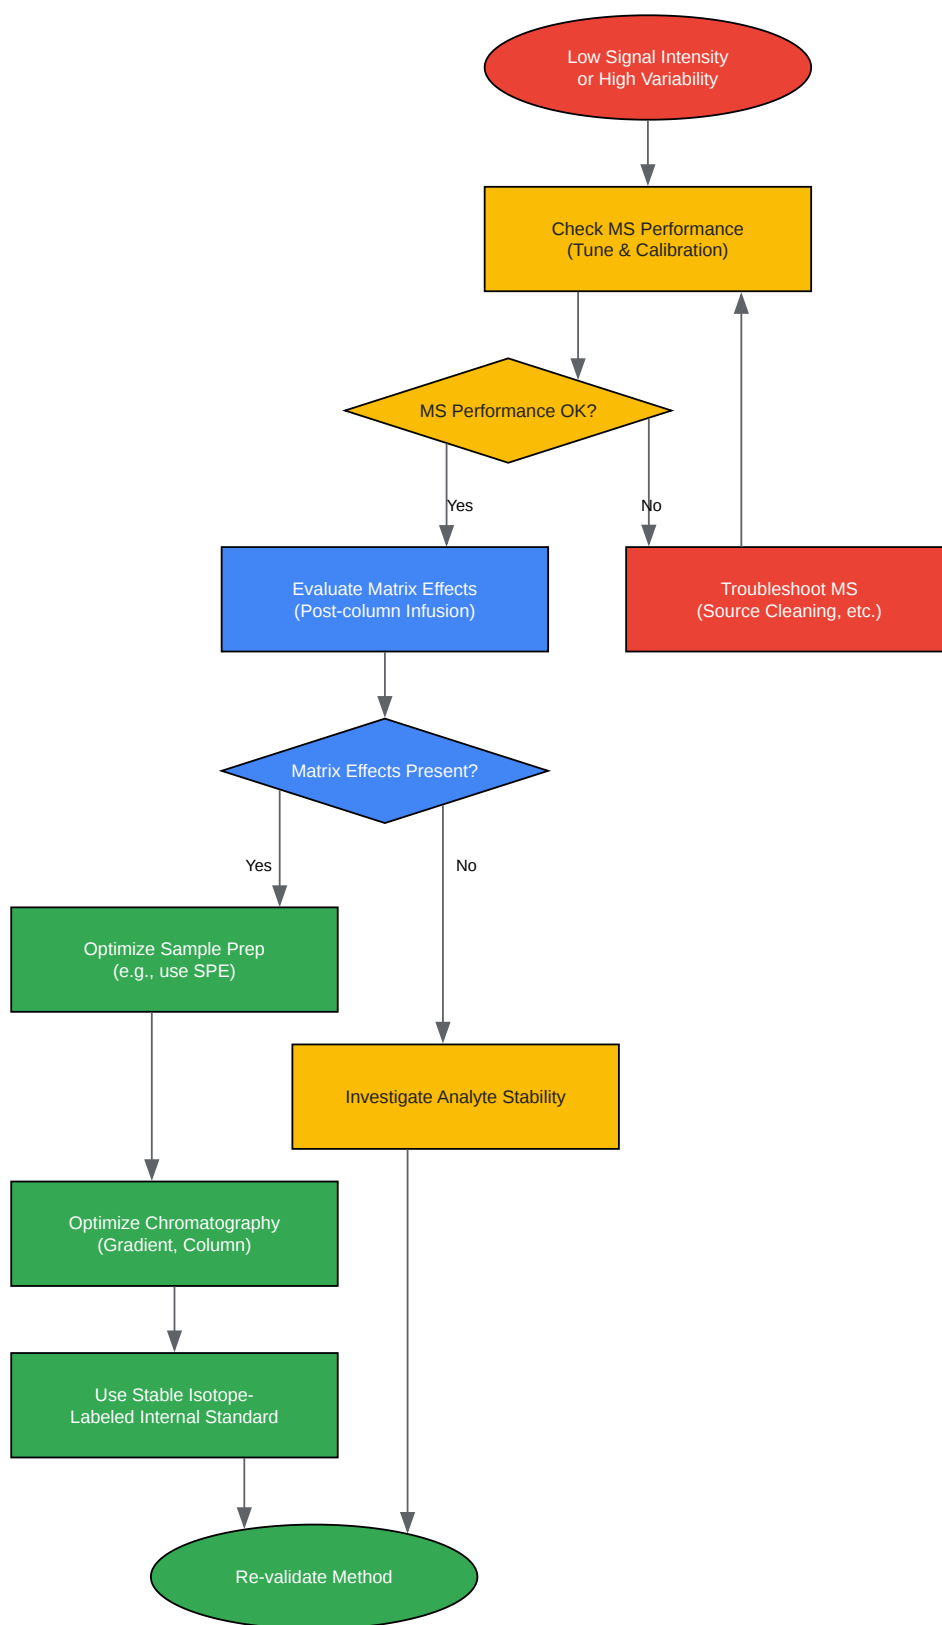 Low Signal Intensity
or High Variability
Check MS Performance
(Tune & Calibration)
MS Performance OK?
Yes
No
Evaluate Matrix Effects
(Post-column Infusion)
Troubleshoot MS
(Source Cleaning, etc.)
Matrix Effects Present?
Yes
No
Optimize Sample Prep
(e.g., use SPE)
Investigate Analyte Stability
Optimize Chromatography
(Gradient, Column)
Use Stable Isotope-
Labeled Internal Standard
Re-validate Method